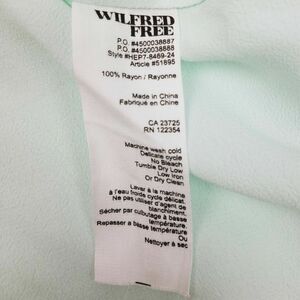 WILFRED
FREE
P.O. #4500038887
P.O. #4500038888
Style #HEP7-8469-24
Article #51895
100% Rayon / Rayonne
Made in China
Fabriqué en Chine
CA 23725
RN 122354
Machine wash cold
Delicate cycle
No Bleach
Tumble Dry Low
Low Iron
Or Dry Clean
Laver à la machine
à l'eau froide cycle délicat.
Ne pas utiliser d'agent de
blanchiment.
Sécher par culbutage à basse
température
Repasser a basse température
Ou
Nettoyer à sec